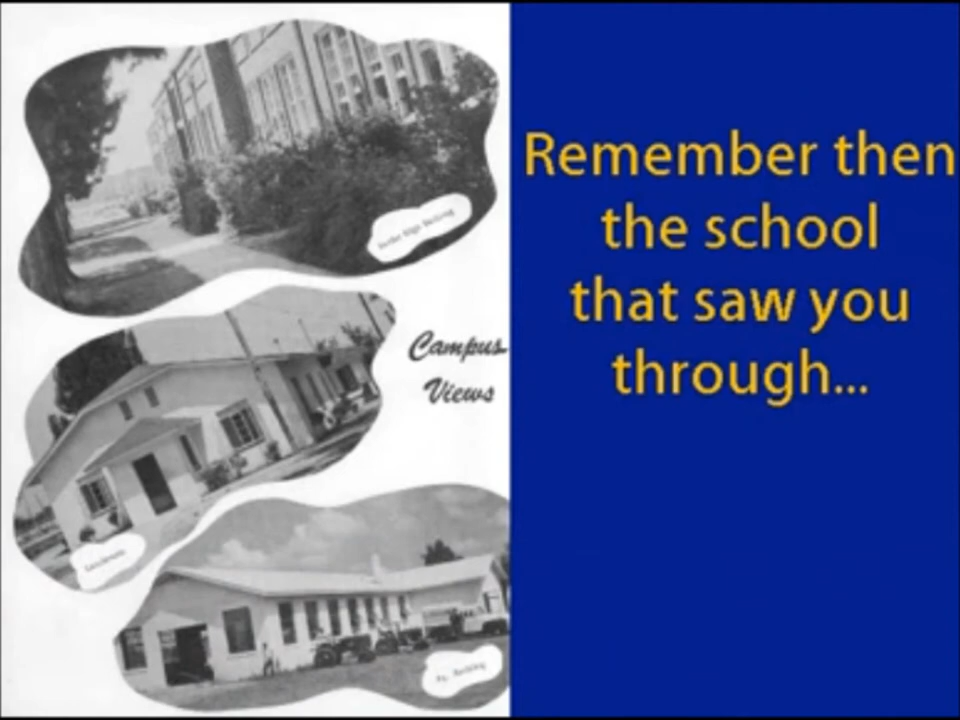 Campus
Views
Remember then
the school
that saw you
through...